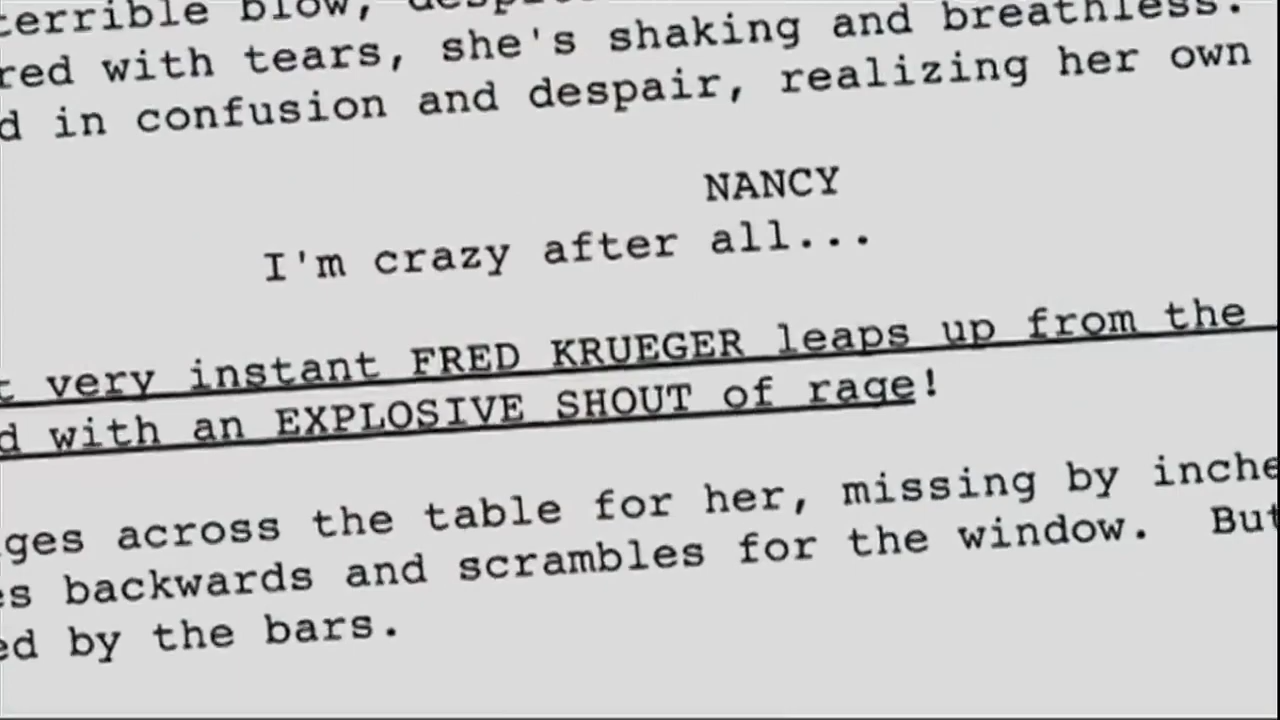 terrible blow,
red with tears, she's shaking and breathless.
d in confusion and despair, realizing her own
NANCY
I'm crazy after all...
t very instant FRED KRUEGER leaps up from the
d with an EXPLOSIVE SHOUT of rage!
ges across the table for her, missing by inche
es backwards and scrambles for the window. But
ed by the bars.